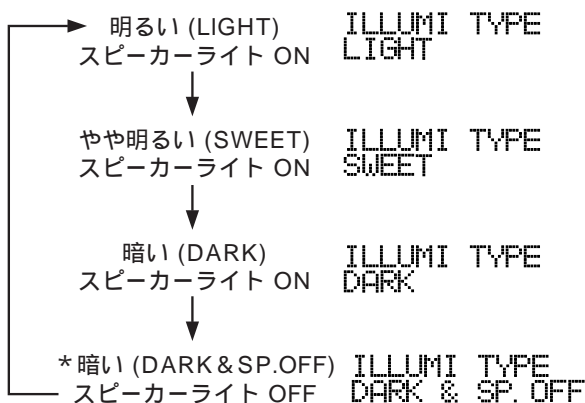 明るい (LIGHT)
スピーカーライト ON
ILLUMI TYPE
LIGHT
やや明るい (SWEET)
スピーカーライト ON
ILLUMI TYPE
SWEET
暗い (DARK)
スピーカーライト ON
ILLUMI TYPE
DARK
*暗い (DARK&SP.OFF)
スピーカーライト OFF
ILLUMI TYPE
DARK & SP. OFF